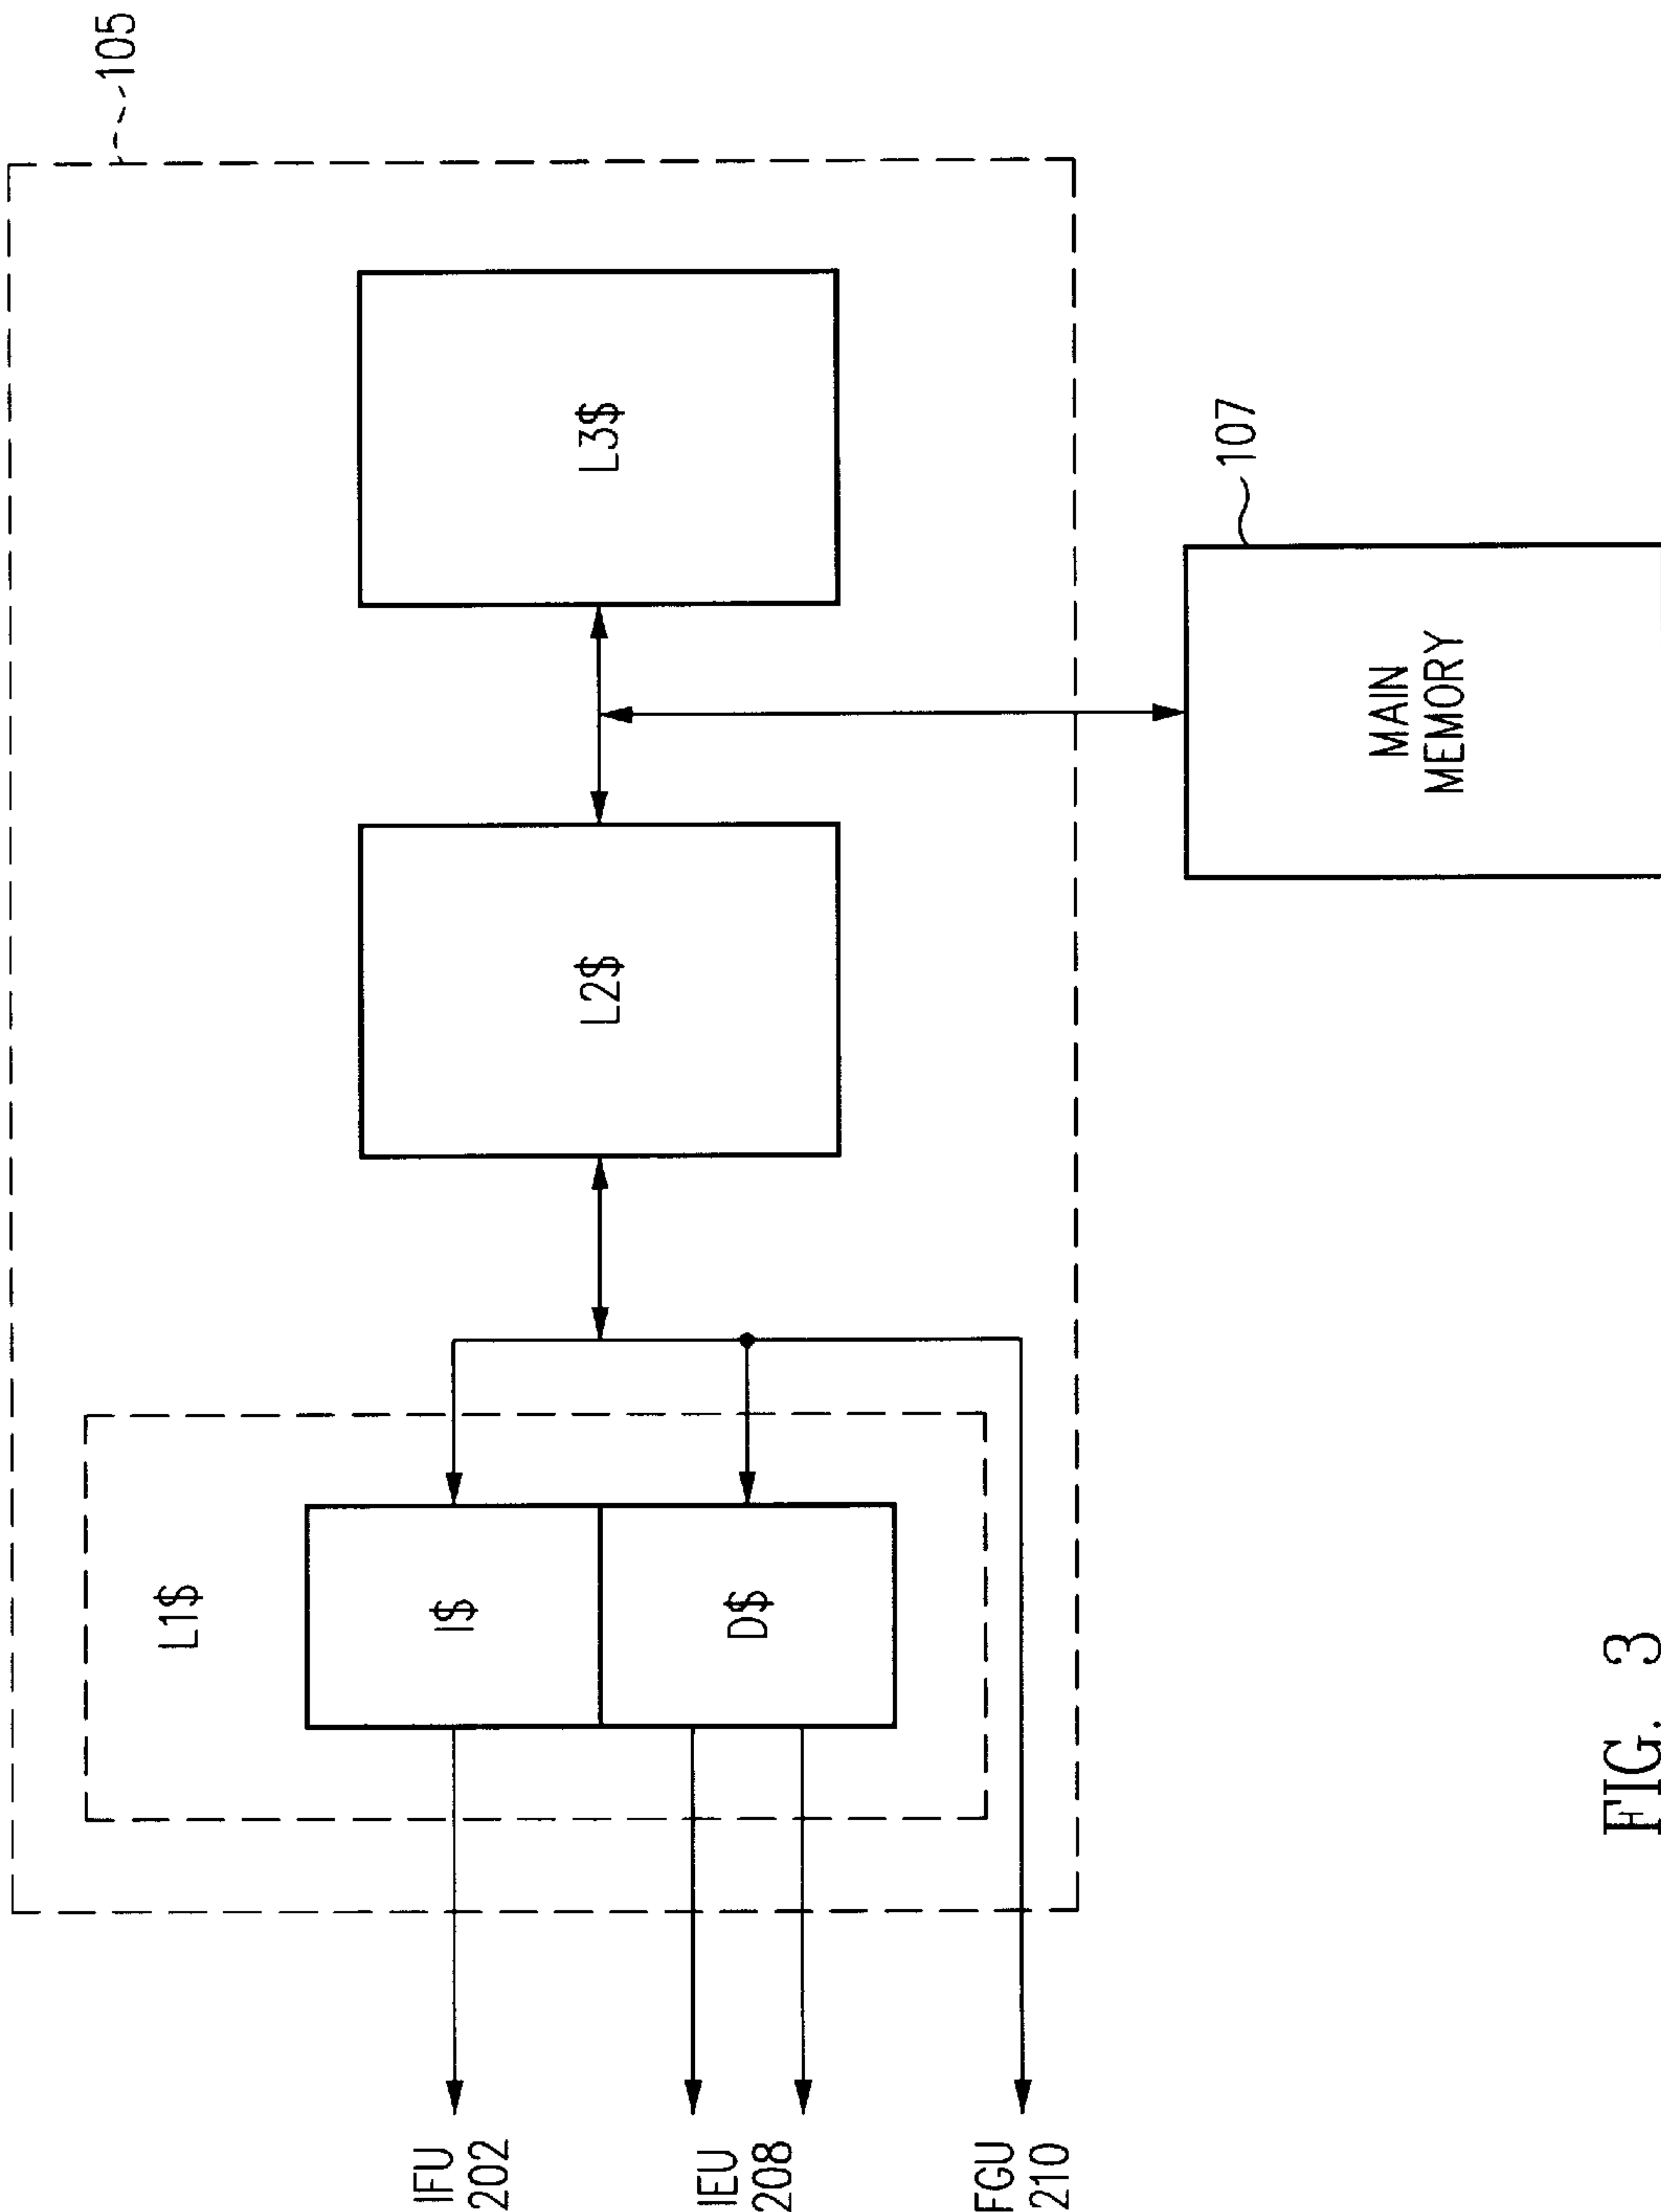 105
L3$
L2$
L1$
I$
D$
107
MAIN
MEMORY
IFU
202
IEU
208
FGU
210
FIG. 3